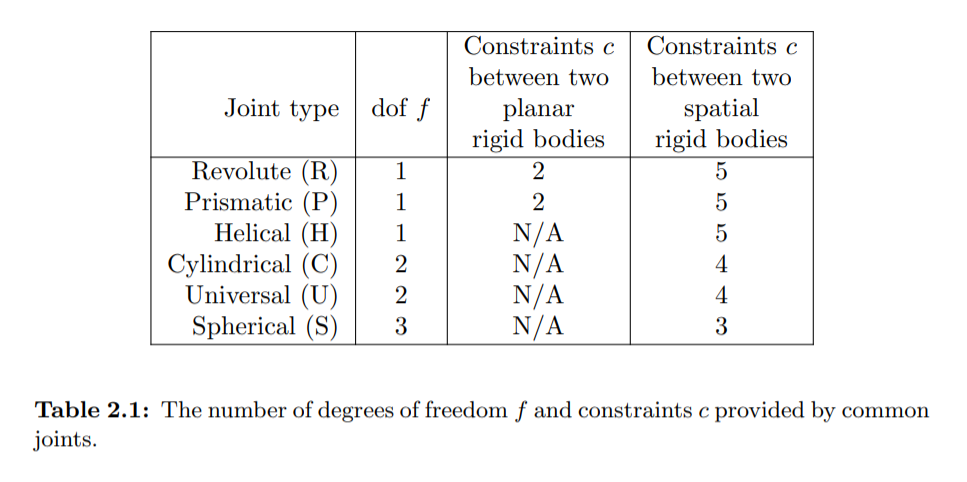 Joint type | dof f | Constraints c between two planar rigid bodies | Constraints c between two spatial rigid bodies
Revolute (R) | 1 | 2 | 5
Prismatic (P) | 1 | 2 | 5
Helical (H) | 1 | N/A | 5
Cylindrical (C) | 2 | N/A | 4
Universal (U) | 2 | N/A | 4
Spherical (S) | 3 | N/A | 3
Table 2.1: The number of degrees of freedom f and constraints c provided by common
joints.